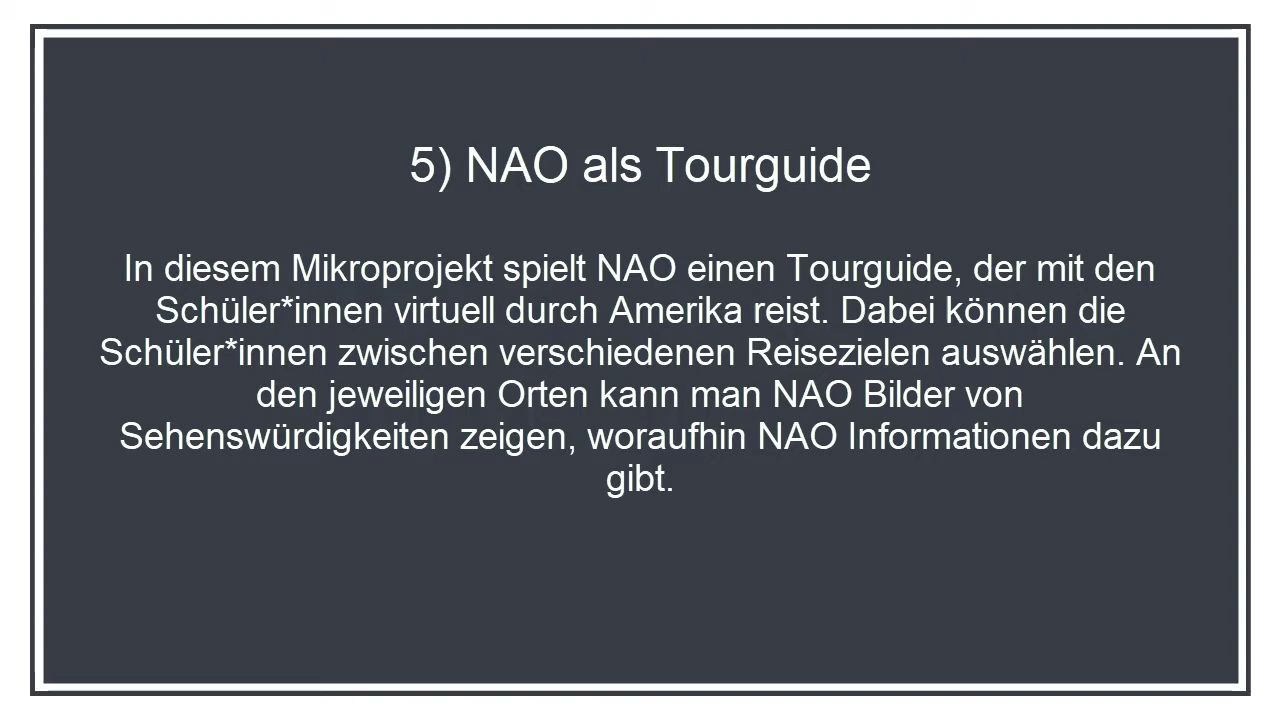 5) NAO als Tourguide
In diesem Mikroprojekt spielt NAO einen Tourguide, der mit den
Schüler*innen virtuell durch Amerika reist. Dabei können die
Schüler*innen zwischen verschiedenen Reisezielen auswählen. An
den jeweiligen Orten kann man NAO Bilder von
Sehenswürdigkeiten zeigen, woraufhin NAO Informationen dazu
gibt.